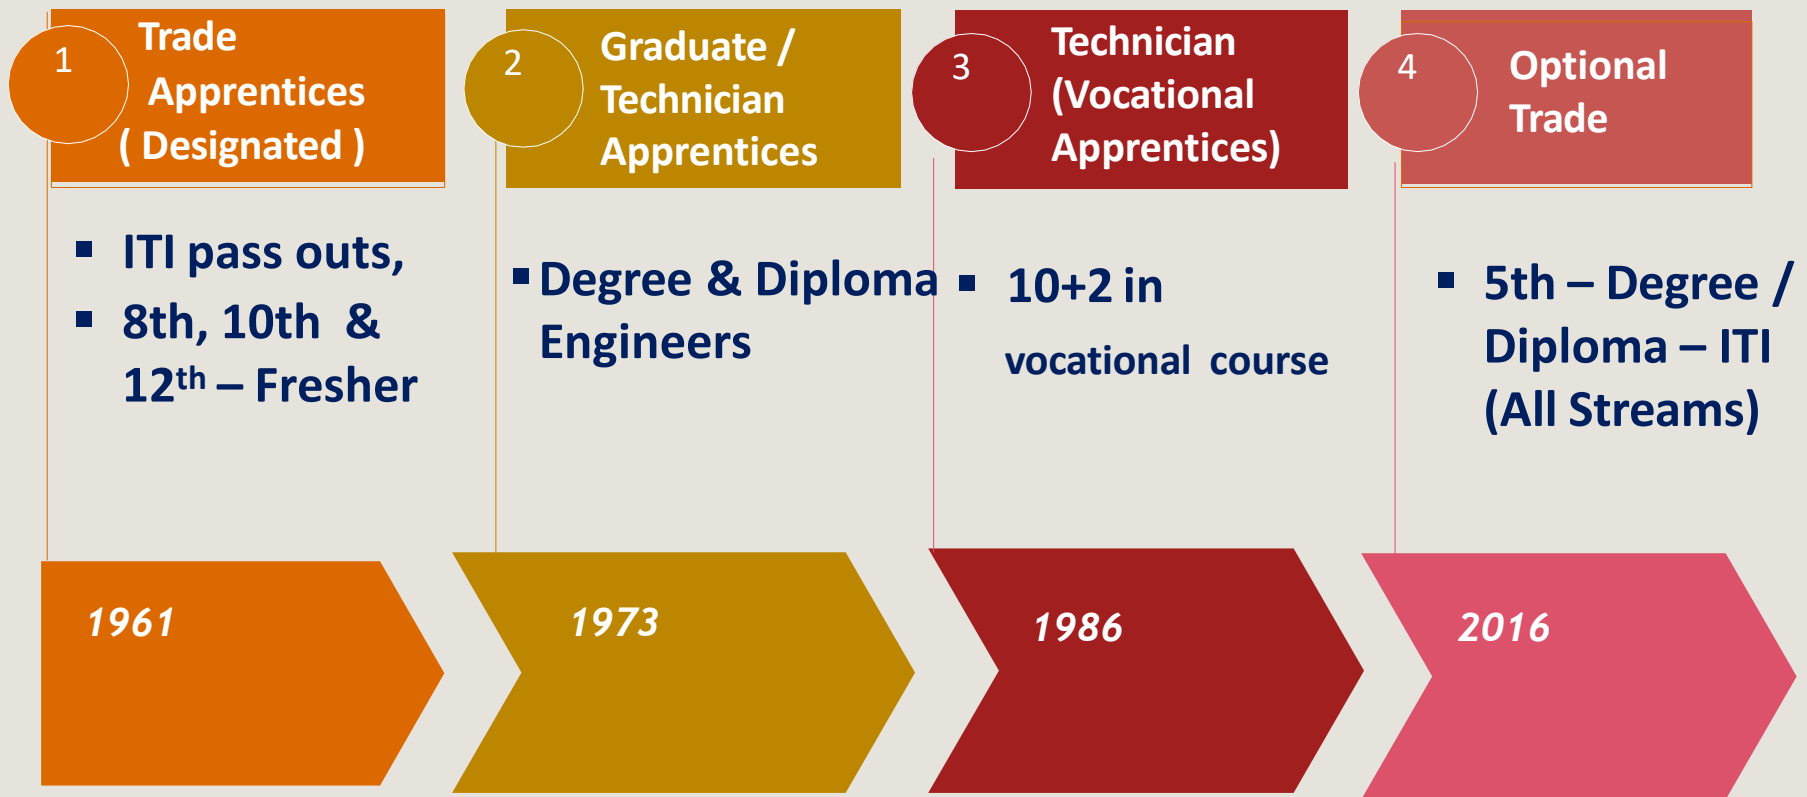 1
Trade
Apprentices
( Designated )
2
Graduate /
Technician
Apprentices
3
Technician
(Vocational
Apprentices)
4
Optional
Trade
▪ ITI pass outs,
▪ 8th, 10th &
12th – Fresher
▪ Degree & Diploma
Engineers
▪ 10+2 in
vocational course
▪ 5th – Degree /
Diploma – ITI
(All Streams)
1961
1973
1986
2016